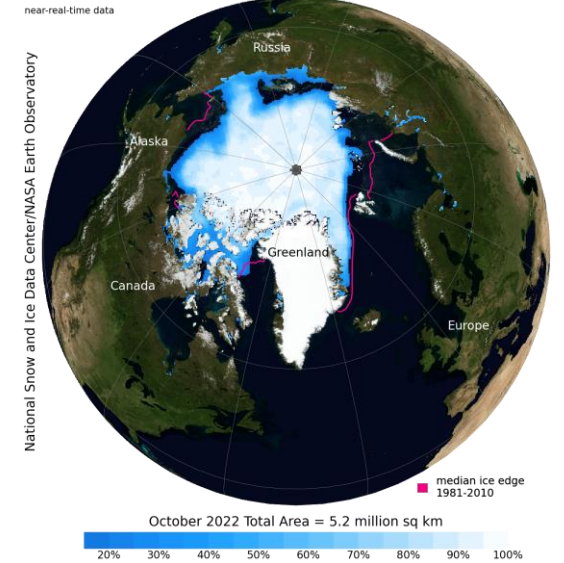 near-real-time data
National Snow and Ice Data Center/NASA Earth Observatory
Russia
Alaska
Greenland
Canada
Europe
median ice edge
1981-2010
October 2022 Total Area = 5.2 million sq km
20% 30% 40% 50% 60% 70% 80% 90% 100%